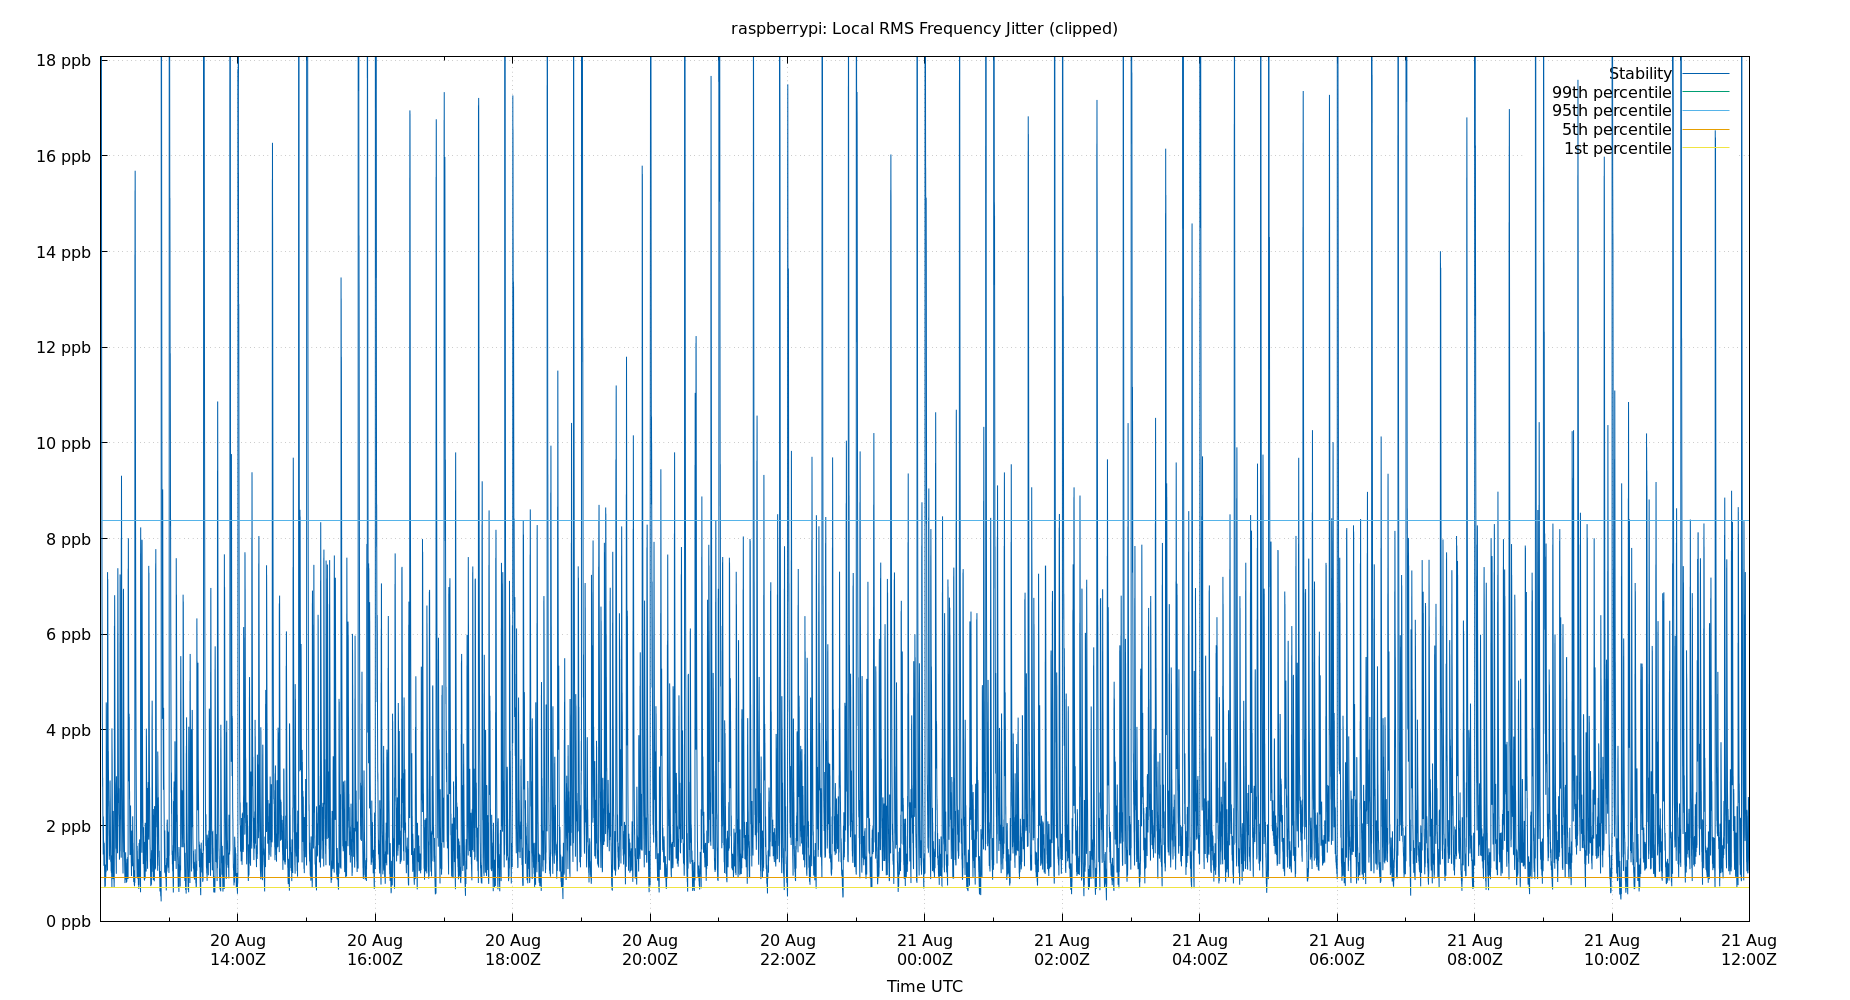 raspberrypi: Local RMS Frequency Jitter (clipped)
18 ppb
16 ppb
14 ppb
12 ppb
10 ppb
8 ppb
6 ppb
4 ppb
2 ppb
0 ppb
Stability
99th percentile
95th percentile
5th percentile
1st percentile
20 Aug
14:00Z
20 Aug
16:00Z
20 Aug
18:00Z
20 Aug
20:00Z
20 Aug
22:00Z
21 Aug
00:00Z
21 Aug
02:00Z
21 Aug
04:00Z
21 Aug
06:00Z
21 Aug
08:00Z
21 Aug
10:00Z
21 Aug
12:00Z
Time UTC